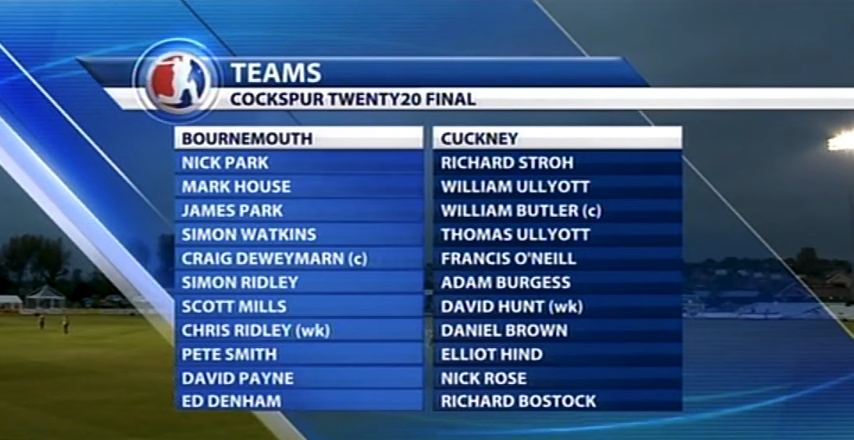 TEAMS
COCKSPUR TWENTY20 FINAL
BOURNEMOUTH
NICK PARK
MARK HOUSE
JAMES PARK
SIMON WATKINS
CRAIG DEWEYMARN (c)
SIMON RIDLEY
SCOTT MILLS
CHRIS RIDLEY (wk)
PETE SMITH
DAVID PAYNE
ED DENHAM
CUCKNEY
RICHARD STROH
WILLIAM ULLYOTT
WILLIAM BUTLER (c)
THOMAS ULLYOTT
FRANCIS O'NEILL
ADAM BURGESS
DAVID HUNT (wk)
DANIEL BROWN
ELLIOT HIND
NICK ROSE
RICHARD BOSTOCK